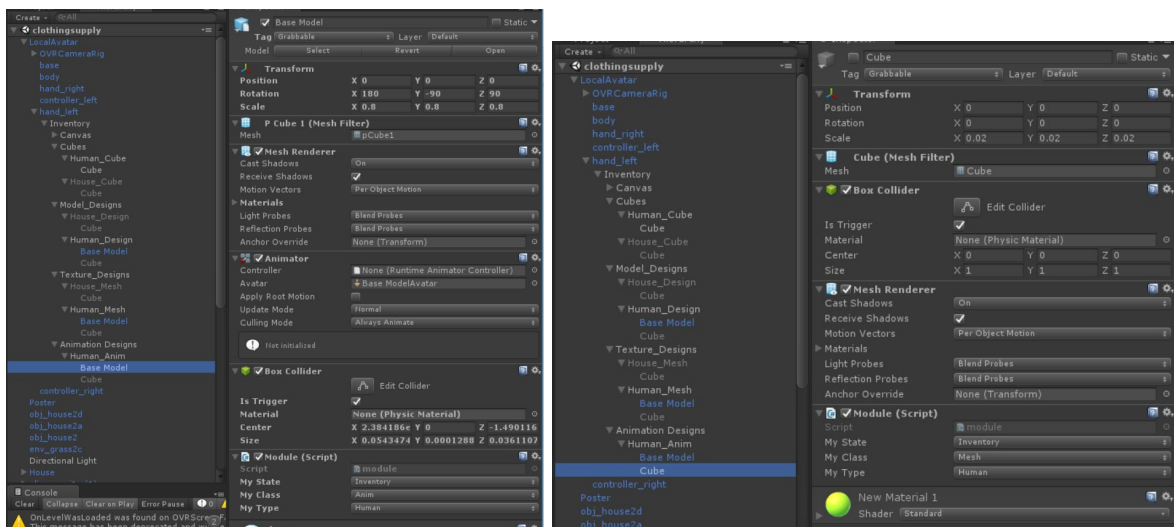 Create
All
clothingsupply
LocalAvatar
OVRCameraRig
base
body
hand_right
controller_left
hand_left
Inventory
Canvas
Cubes
Human_Cube
Cube
House_Cube
Cube
Model_Designs
House_Design
Cube
Human_Design
Base Model
Cube
Texture_Designs
House_Mesh
Cube
Human_Mesh
Base Model
Cube
Animation Designs
Human_Anim
Base Model
Cube
controller_right
Poster
obj_house2d
obj_house2a
obj_house2
env_grass2c
Directional Light
House
Console
Clear Collapse Clear on Play Error Pause 0
OnLevelWasLoaded was found on
This message has been deprecated and
Base Model Static
Tag Grabbable Layer Default
Model Select Revert Open
Transform
Position X 0 Y 0 Z 0
Rotation X 180 Y -90 Z 90
Scale X 0.8 Y 0.8 Z 0.8
P Cube 1 (Mesh Filter)
Mesh pCube1
Mesh Renderer
Cast Shadows On
Receive Shadows
Motion Vectors Per Object Motion
Materials
Light Probes Blend Probes
Reflection Probes Blend Probes
Anchor Override None (Transform)
Animator
Controller None (Runtime Animator Controller)
Avatar Base ModelAvatar
Apply Root Motion
Update Mode Normal
Culling Mode Always Animate
Not initialized
Box Collider
Edit Collider
Is Trigger
Material None (Physic Material)
Center X 2.384186e Y 0 Z -1.490116
Size X 0.0543474 Y 0.0001288 Z 0.0361107
Module (Script)
Script module
My State Inventory
My Class Anim
My Type Human
Create All
clothingsupply
LocalAvatar
OVRCameraRig
base
body
hand_right
controller_left
hand_left
Inventory
Canvas
Cubes
Human_Cube
Cube
House_Cube
Cube
Model_Designs
House_Design
Cube
Human_Design
Base Model
Cube
Texture_Designs
House_Mesh
Cube
Human_Mesh
Base Model
Cube
Animation Designs
Human_Anim
Base Model
Cube
controller_right
Poster
obj_house2d
obj_house2a
Cube Static
Tag Grabbable Layer Default
Transform
Position X 0 Y 0 Z 0
Rotation X 0 Y 0 Z 0
Scale X 0.02 Y 0.02 Z 0.02
Cube (Mesh Filter)
Mesh Cube
Box Collider
Edit Collider
Is Trigger
Material None (Physic Material)
Center X 0 Y 0 Z 0
Size X 1 Y 1 Z 1
Mesh Renderer
Cast Shadows On
Receive Shadows
Motion Vectors Per Object Motion
Materials
Light Probes Blend Probes
Reflection Probes Blend Probes
Anchor Override None (Transform)
Module (Script)
Script module
My State Inventory
My Class Mesh
My Type Human
New Material 1
Shader Standard